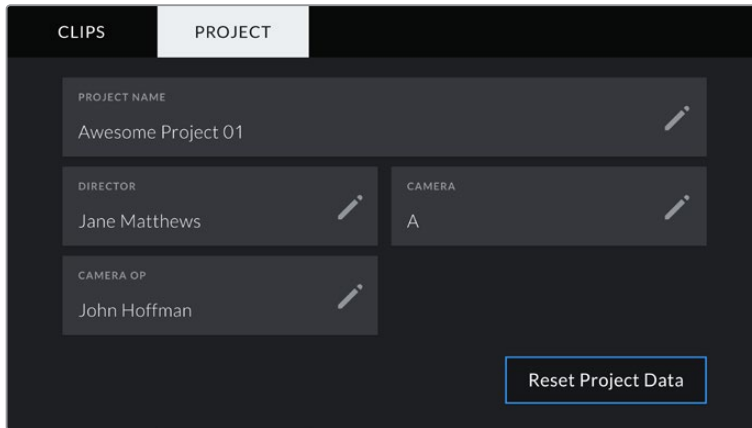 CLIPS PROJECT
PROJECT NAME
Awesome Project 01
DIRECTOR
Jane Matthews
CAMERA
A
CAMERA OP
John Hoffman
Reset Project Data